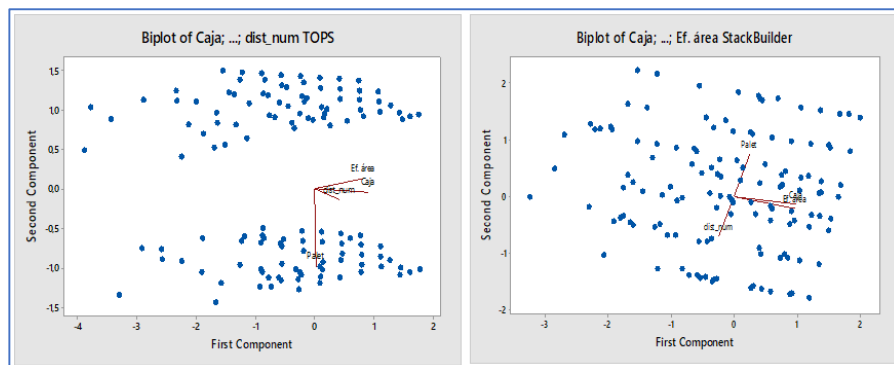 Biplot of Caja; ...; dist_num TOPS
1.5
1.0
0.5
0.0
-0.5
-1.0
-1.5
Second Component
Ef. área
Caja
dist_num
Palet
-4
-3
-2
-1
0
1
2
First Component
Biplot of Caja; ...; Ef. área StackBuilder
2
1
0
-1
-2
Second Component
Palet
Caja
Ef. área
dist_num
-3
-2
-1
0
1
2
First Component